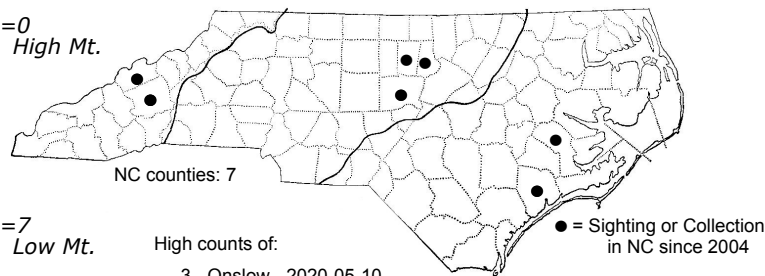 =0
High Mt.
NC counties: 7
=7
Low Mt.
High counts of:
● = Sighting or Collection
in NC since 2004
3 - Onslow - 2020-05-10